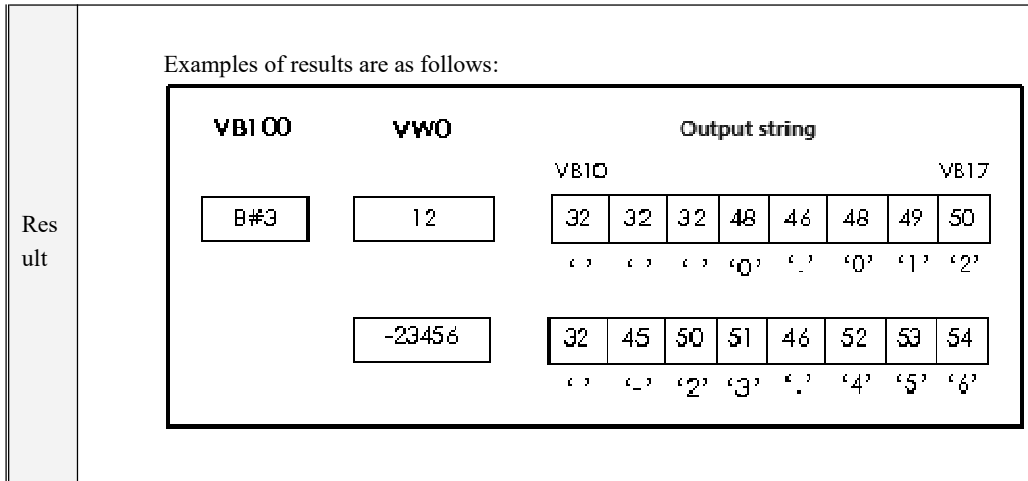 Examples of results are as follows:
VB100 VW0 Output string
VB10 VB17
Res
ult
B#3 12 32 32 32 48 46 48 49 50
‘ ’ ‘ ’ ‘ ’ ‘0’ ‘.’ ‘0’ ‘1’ ‘2’
-23456 32 45 50 51 46 52 53 54
‘ ’ ‘-’ ‘2’ ‘3’ ‘.’ ‘4’ ‘5’ ‘6’